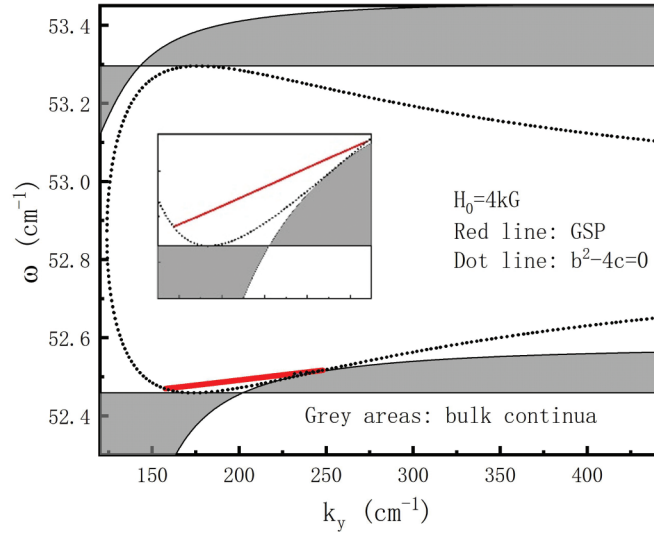 53.4
53.2
53.0
52.8
52.6
52.4
ω (cm⁻¹)
H₀=4kG
Red line: GSP
Dot line: b²-4c=0
Grey areas: bulk continua
150 200 250 300 350 400
k_y (cm⁻¹)